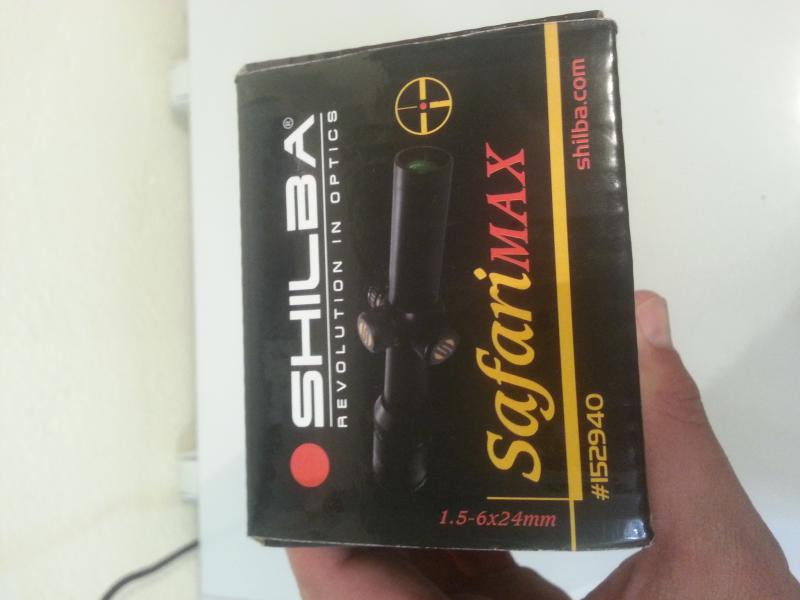 SHILBA®
REVOLUTION IN OPTICS
SafariMAX
1.5-6x24mm
#152940
shilba.com